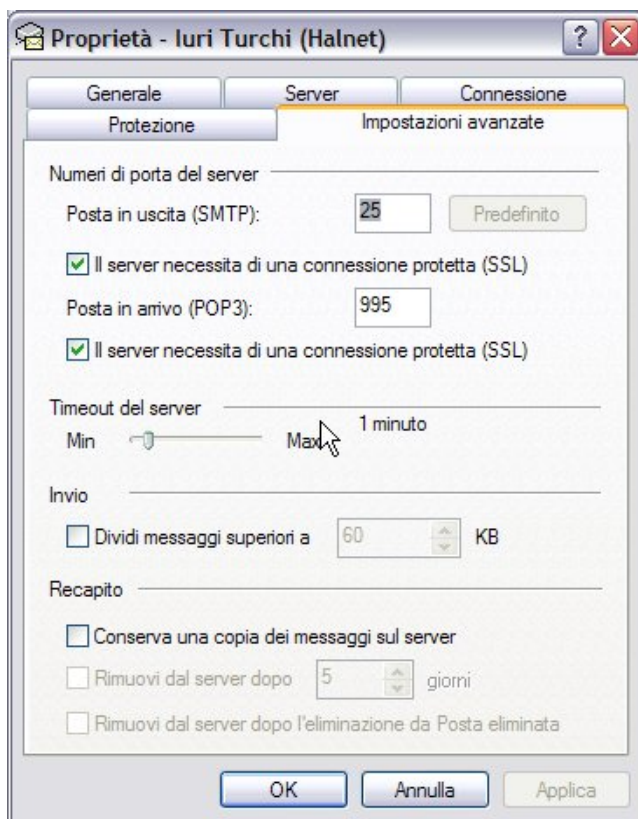 Proprietà - Iuri Turchi (Halnet)
Generale Server Connessione
Protezione Impostazioni avanzate
Numeri di porta del server
Posta in uscita (SMTP): 25 Predefinito
Il server necessita di una connessione protetta (SSL)
Posta in arrivo (POP3): 995
Il server necessita di una connessione protetta (SSL)
Timeout del server
Min Max 1 minuto
Invio
Dividi messaggi superiori a 60 KB
Recapito
Conserva una copia dei messaggi sul server
Rimuovi dal server dopo 5 giorni
Rimuovi dal server dopo l'eliminazione da Posta eliminata
OK Annulla Applica